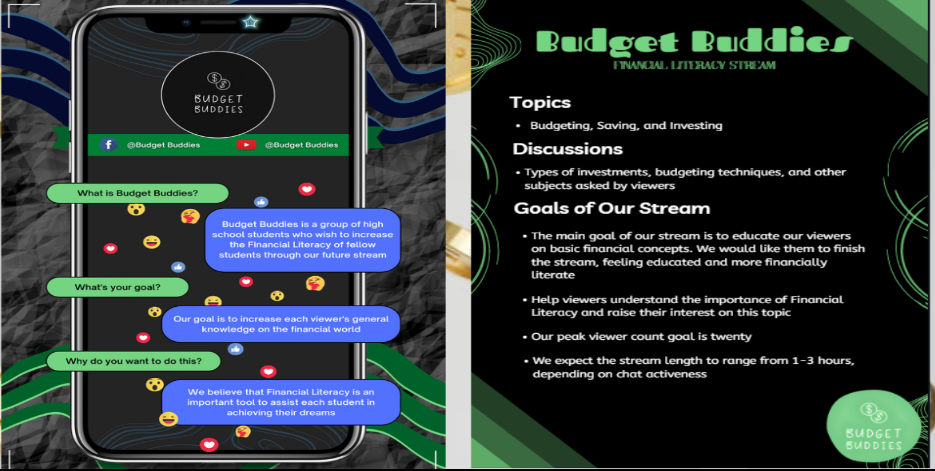 BUDGET
BUDDIES
@Budget Buddies
@Budget Buddies
What is Budget Buddies?
Budget Buddies is a group of high
school students who wish to increase
the Financial Literacy of fellow
students through our future stream
What's your goal?
Our goal is to increase each viewer's general
knowledge on the financial world
Why do you want to do this?
We believe that Financial Literacy is an
important tool to assist each student in
achieving their dreams
Budget Buddies
FINANCIAL LITERACY STREAM
Topics
• Budgeting, Saving, and Investing
Discussions
• Types of investments, budgeting techniques, and other
subjects asked by viewers
Goals of Our Stream
• The main goal of our stream is to educate our viewers
on basic financial concepts. We would like them to finish
the stream, feeling educated and more financially
literate
• Help viewers understand the importance of Financial
Literacy and raise their interest on this topic
• Our peak viewer count goal is twenty
• We expect the stream length to range from 1-3 hours,
depending on chat activeness
BUDGET
BUDDIES